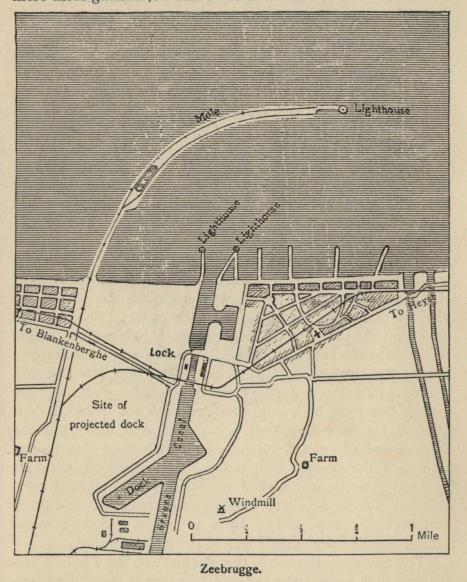 Mole
Lighthouse
Lighthouse
Lighthouse
To Heyst
To Blankenberghe
Lock
Site of
projected dock
Canal
Farm
Farm
Dock
Windmill
Bruges
0
1
Mile
Zeebrugge.